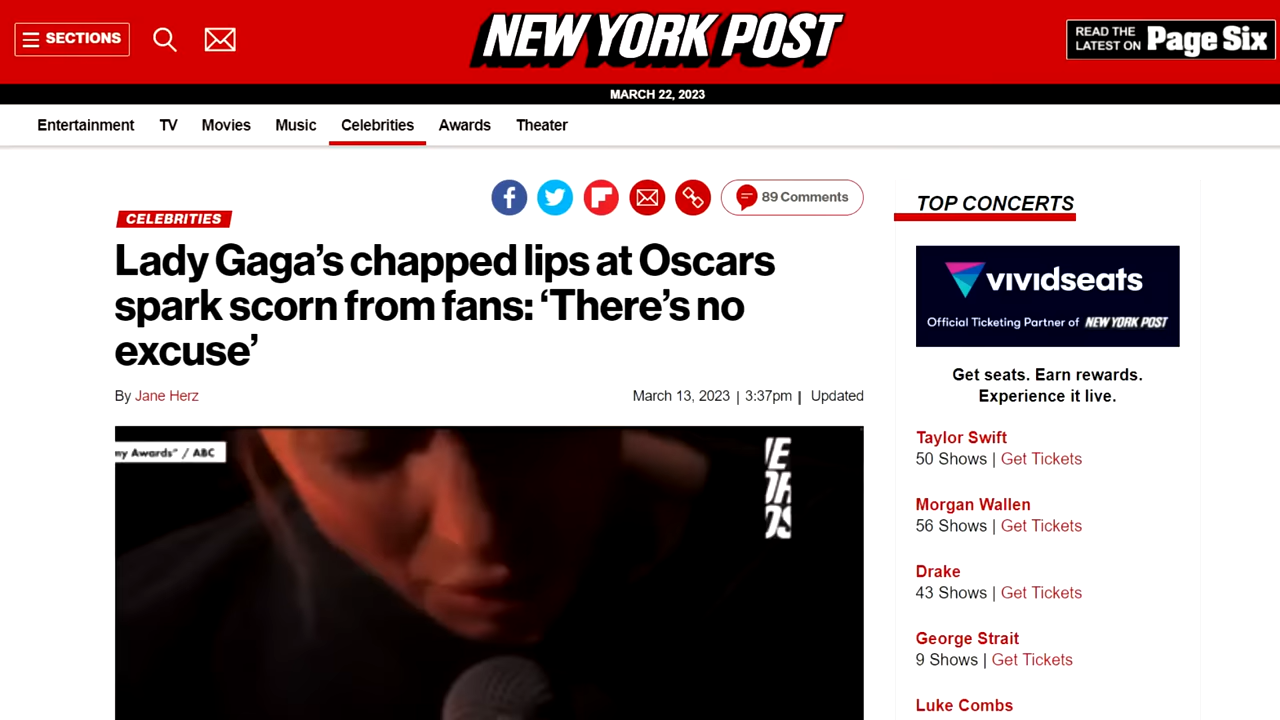 SECTIONS
NEW YORK POST
READ THE
LATEST ON
Page Six
MARCH 22, 2023
Entertainment
TV
Movies
Music
Celebrities
Awards
Theater
89 Comments
CELEBRITIES
Lady Gaga’s chapped lips at Oscars
spark scorn from fans: ‘There’s no
excuse’
By Jane Herz
March 13, 2023 | 3:37pm | Updated
my Awards" / ABC
TOP CONCERTS
vividseats
Official Ticketing Partner of NEW YORK POST
Get seats. Earn rewards.
Experience it live.
Taylor Swift
50 Shows | Get Tickets
Morgan Wallen
56 Shows | Get Tickets
Drake
43 Shows | Get Tickets
George Strait
9 Shows | Get Tickets
Luke Combs